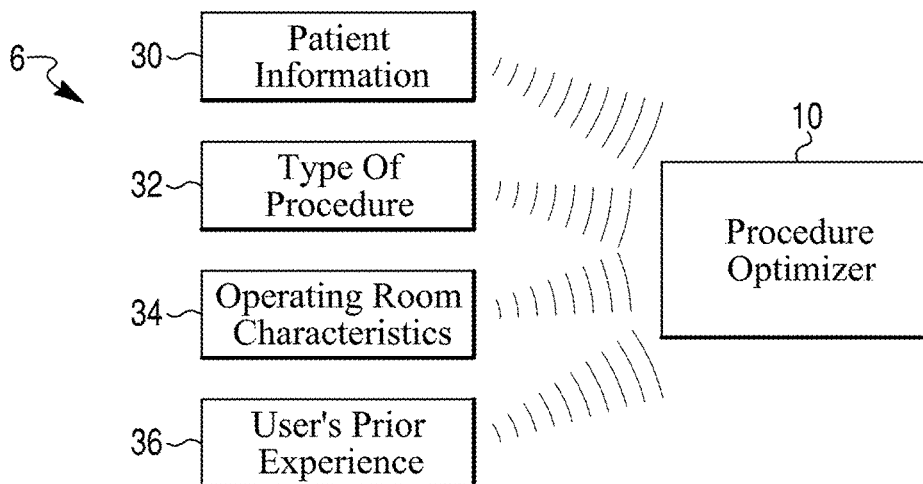 6
30
Patient
Information
32
Type Of
Procedure
34
Operating Room
Characteristics
36
User's Prior
Experience
10
Procedure
Optimizer